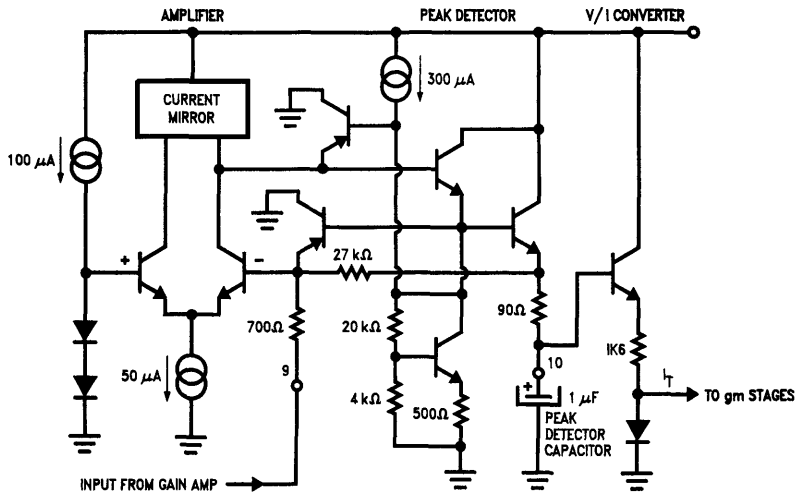 AMPLIFIER
PEAK DETECTOR
V/I CONVERTER
CURRENT
MIRROR
300 μA
100 μA
+
-
27 kΩ
700Ω
20 kΩ
90Ω
1K6
50 μA
9
4 kΩ
500Ω
10
+
1 μF
PEAK
DETECTOR
CAPACITOR
IT
TO gm STAGES
INPUT FROM GAIN AMP